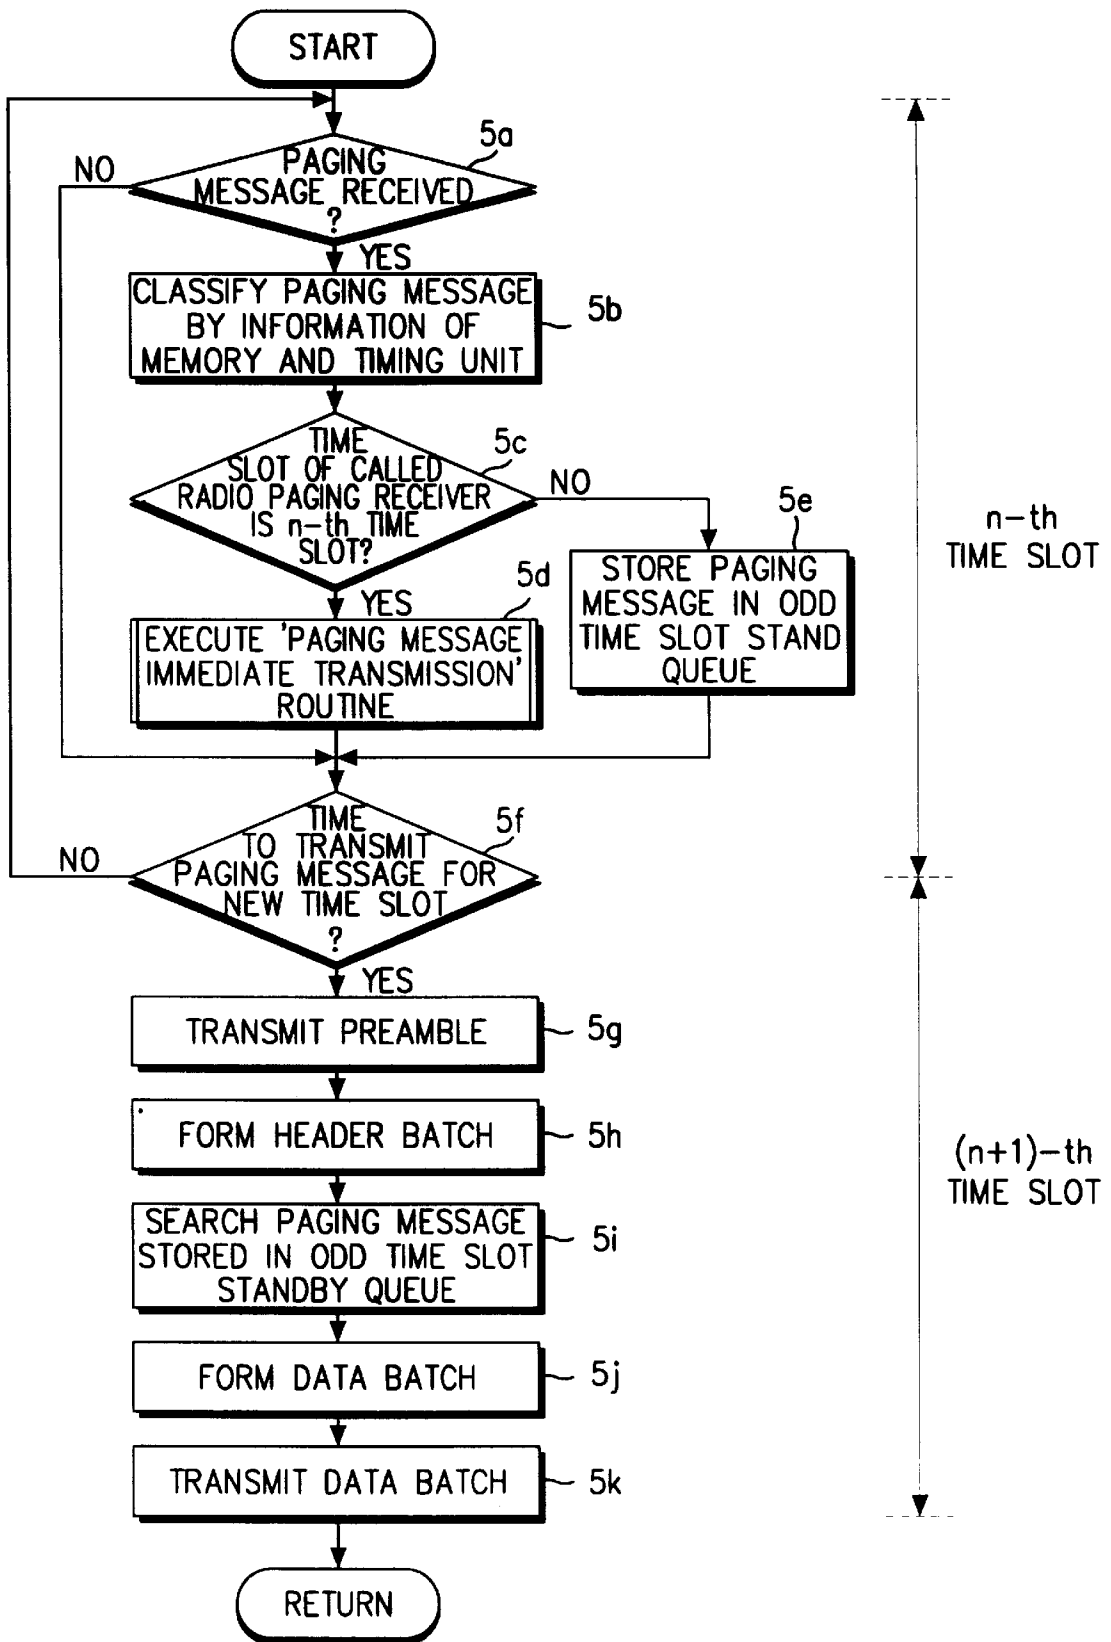 START
5a
NO
PAGING
MESSAGE RECEIVED
?
YES
CLASSIFY PAGING MESSAGE
BY INFORMATION OF
MEMORY AND TIMING UNIT
5b
TIME
SLOT OF CALLED
RADIO PAGING RECEIVER
IS n-th TIME
SLOT?
5c
NO
5e
STORE PAGING
MESSAGE IN ODD
TIME SLOT STAND
QUEUE
n-th
TIME SLOT
YES
5d
EXECUTE 'PAGING MESSAGE
IMMEDIATE TRANSMISSION'
ROUTINE
TIME
TO TRANSMIT
PAGING MESSAGE FOR
NEW TIME SLOT
?
5f
NO
YES
TRANSMIT PREAMBLE
5g
FORM HEADER BATCH
5h
(n+1)-th
TIME SLOT
SEARCH PAGING MESSAGE
STORED IN ODD TIME SLOT
STANDBY QUEUE
5i
FORM DATA BATCH
5j
TRANSMIT DATA BATCH
5k
RETURN